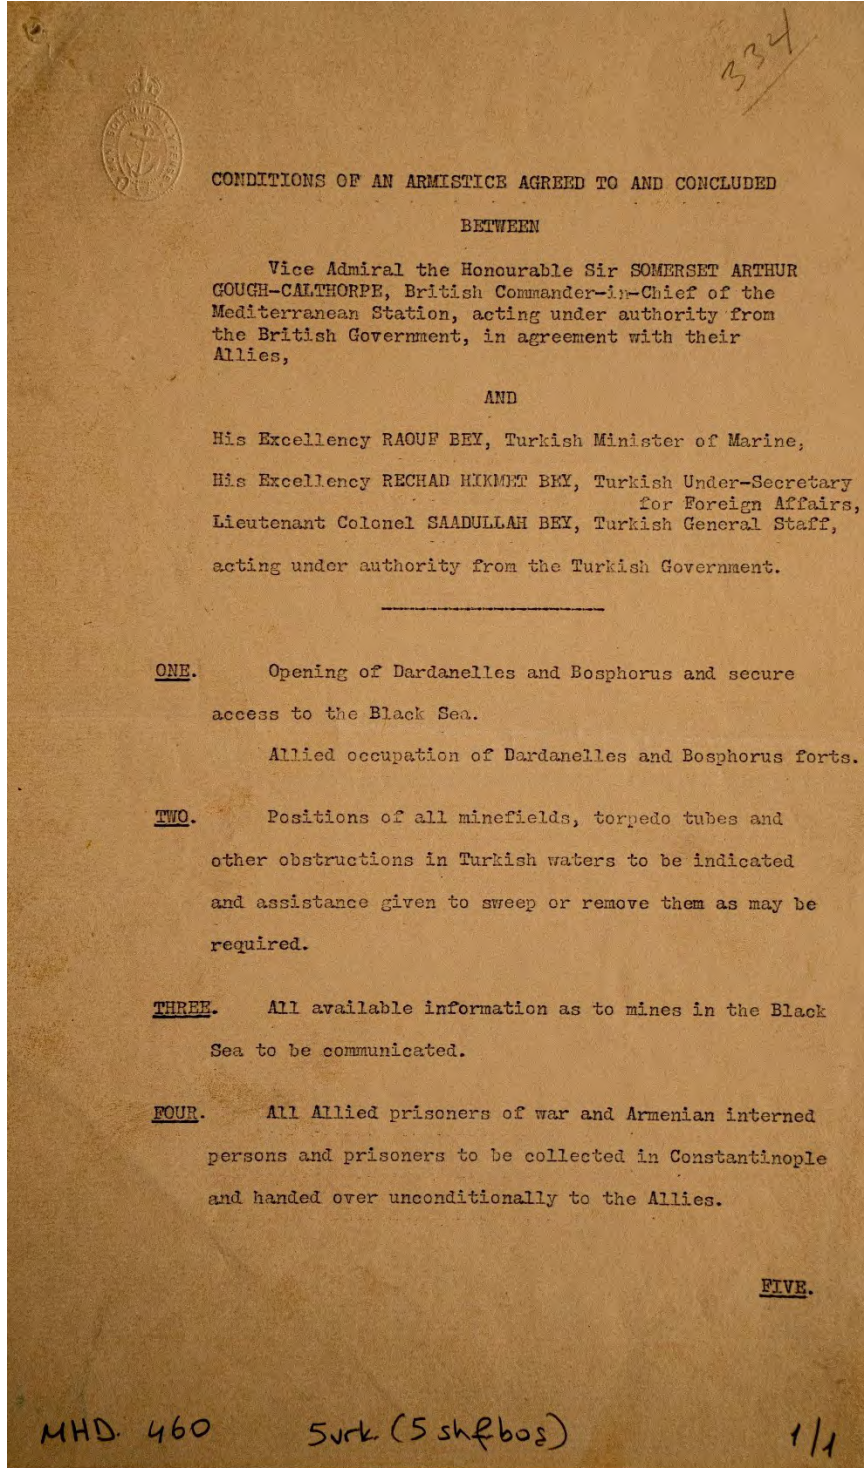 334
CONDITIONS OF AN ARMISTICE AGREED TO AND CONCLUDED
BETWEEN
Vice Admiral the Honourable Sir SOMERSET ARTHUR
GOUGH-CALTHORPE, British Commander-in-Chief of the
Mediterranean Station, acting under authority from
the British Government, in agreement with their
Allies,
AND
His Excellency RAOUF BEY, Turkish Minister of Marine,
His Excellency RECHAD HIKMET BEY, Turkish Under-Secretary
for Foreign Affairs,
Lieutenant Colonel SAADULLAH BEY, Turkish General Staff,
acting under authority from the Turkish Government.
ONE. Opening of Dardanelles and Bosphorus and secure
access to the Black Sea.
Allied occupation of Dardanelles and Bosphorus forts.
TWO. Positions of all minefields, torpedo tubes and
other obstructions in Turkish waters to be indicated
and assistance given to sweep or remove them as may be
required.
THREE. All available information as to mines in the Black
Sea to be communicated.
FOUR. All Allied prisoners of war and Armenian interned
persons and prisoners to be collected in Constantinople
and handed over unconditionally to the Allies.
FIVE.
MHD. 460 5vrk (5 shf boş) 1/1